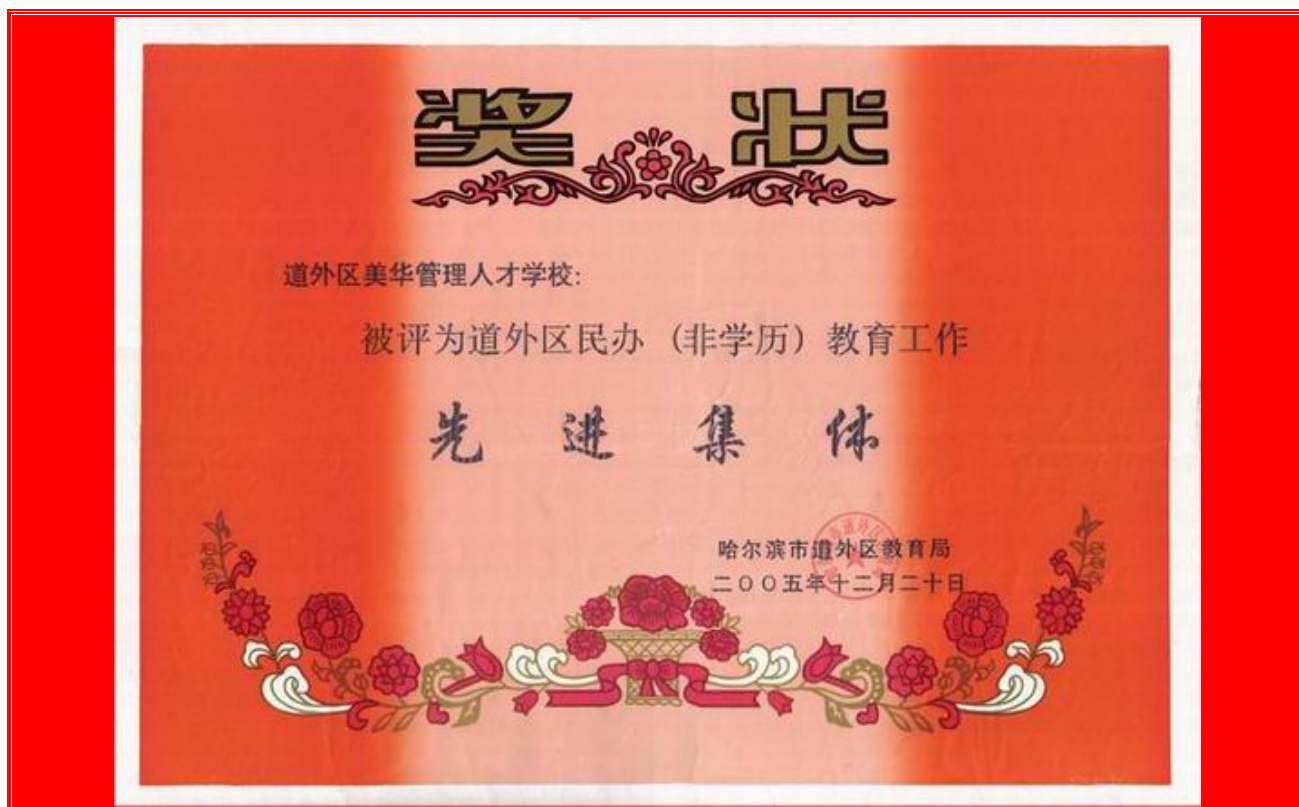 奖 状
道外区美华管理人才学校:
被评为道外区民办（非学历）教育工作
先 进 集 体
哈尔滨市道外区教育局
二〇〇五年十二月二十日